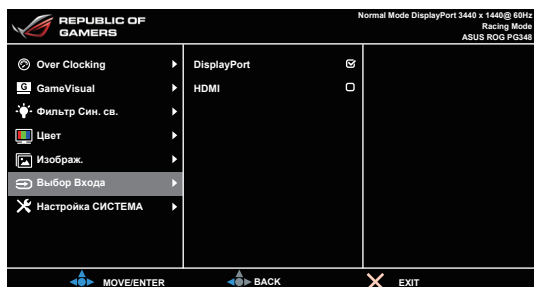 REPUBLIC OF
GAMERS
Normal Mode DisplayPort 3440 x 1440@ 60Hz
Racing Mode
ASUS ROG PG348
Over Clocking
GameVisual
Фильтр Син. св.
Цвет
Изображ.
Выбор Входа
Настройка СИСТЕМА
DisplayPort
HDMI
MOVE/ENTER
BACK
EXIT